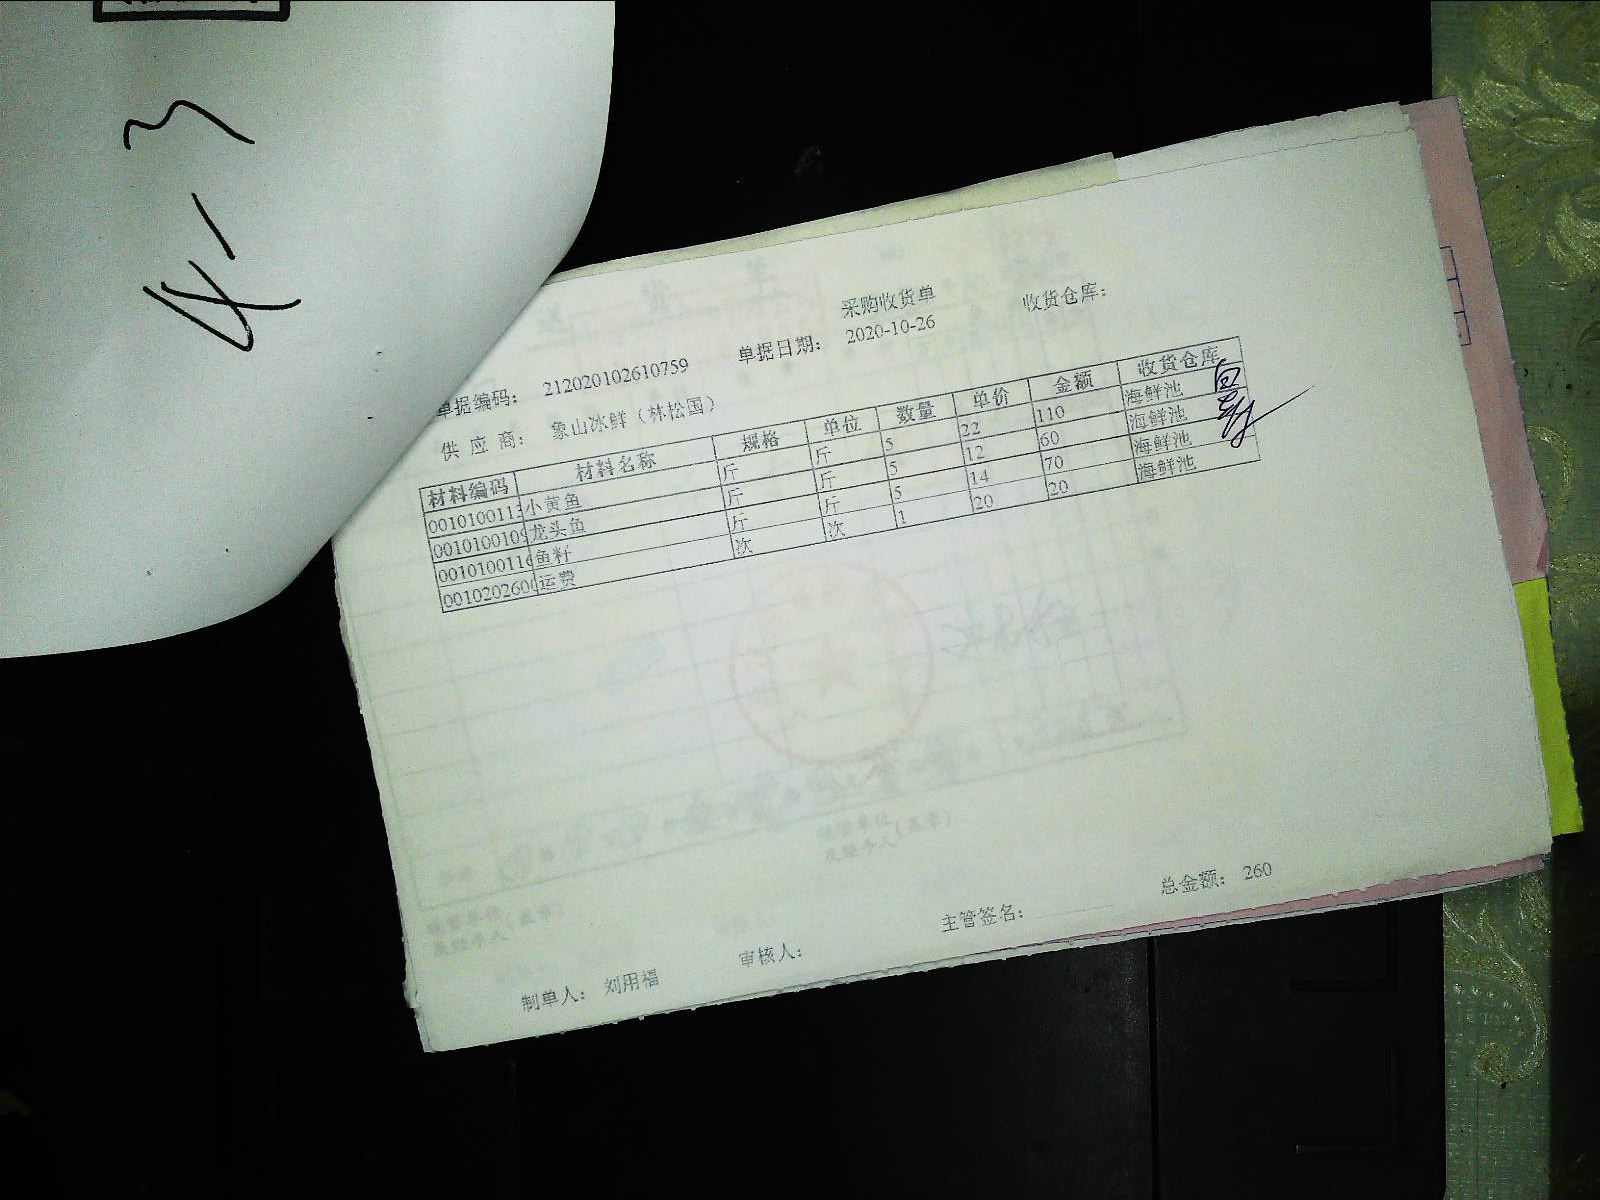 4.3
采购收货单
单据编码： 212020102610759 单据日期： 2020-10-26 收货仓库：
供 应 商： 象山冰鲜（林松国）
材料编码 材料名称 规格 单位 数量 单价 金额 收货仓库
001010011 小黄鱼 斤 斤 5 22 110 海鲜池
001010010 龙头鱼 斤 斤 5 12 60 海鲜池
001010011 鱼籽 斤 斤 5 14 70 海鲜池
001020260 运费 次 次 1 20 20 海鲜池
总金额： 260
制单人： 刘用福 审核人： 主管签名：